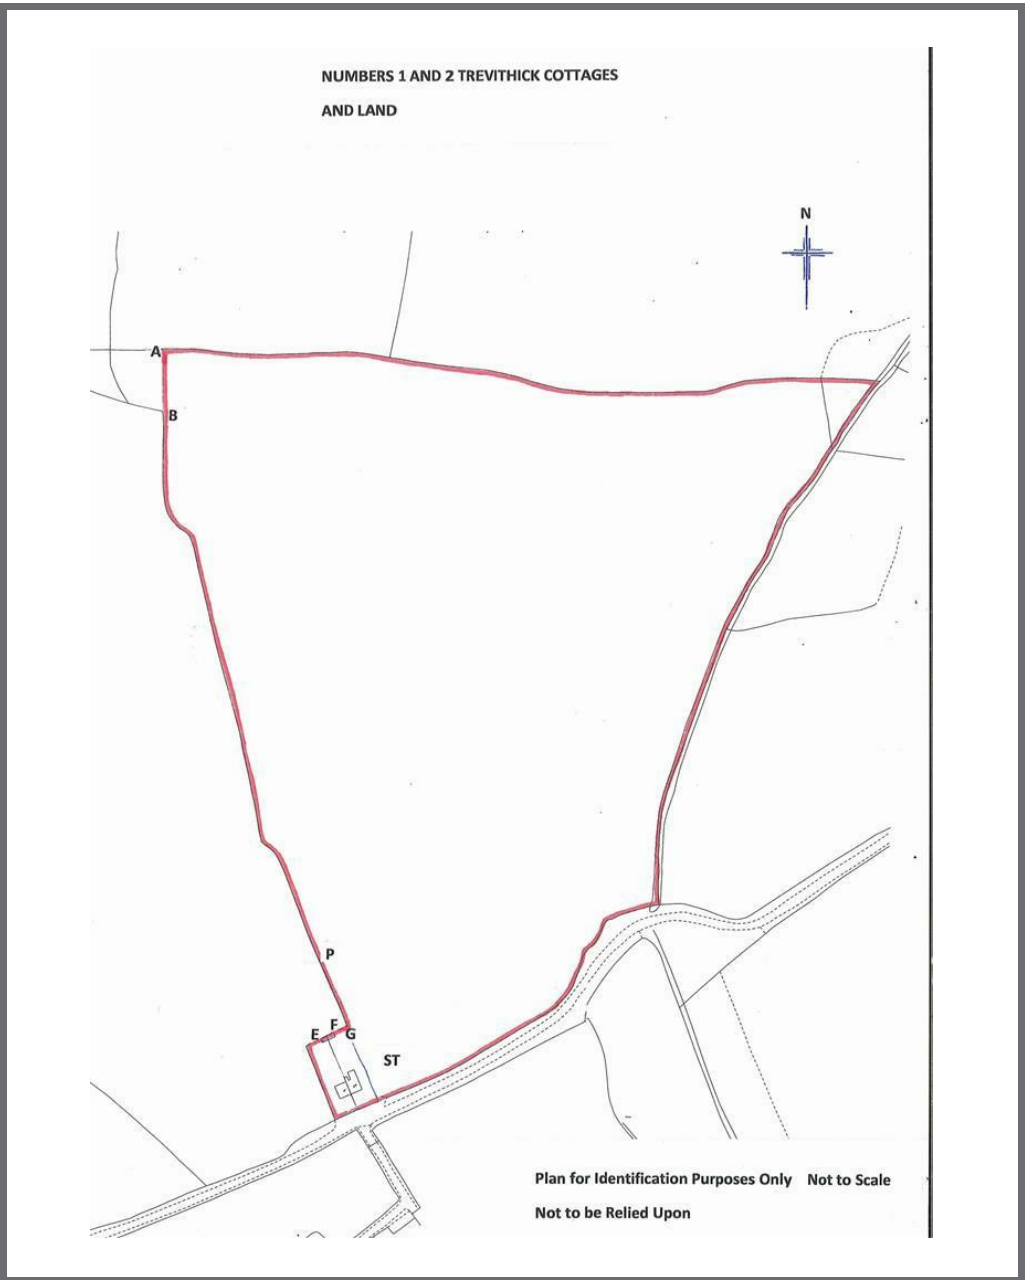 NUMBERS 1 AND 2 TREVITHICK COTTAGES
AND LAND
N
A
B
P
F
E
G
ST
Plan for Identification Purposes Only Not to Scale
Not to be Relied Upon